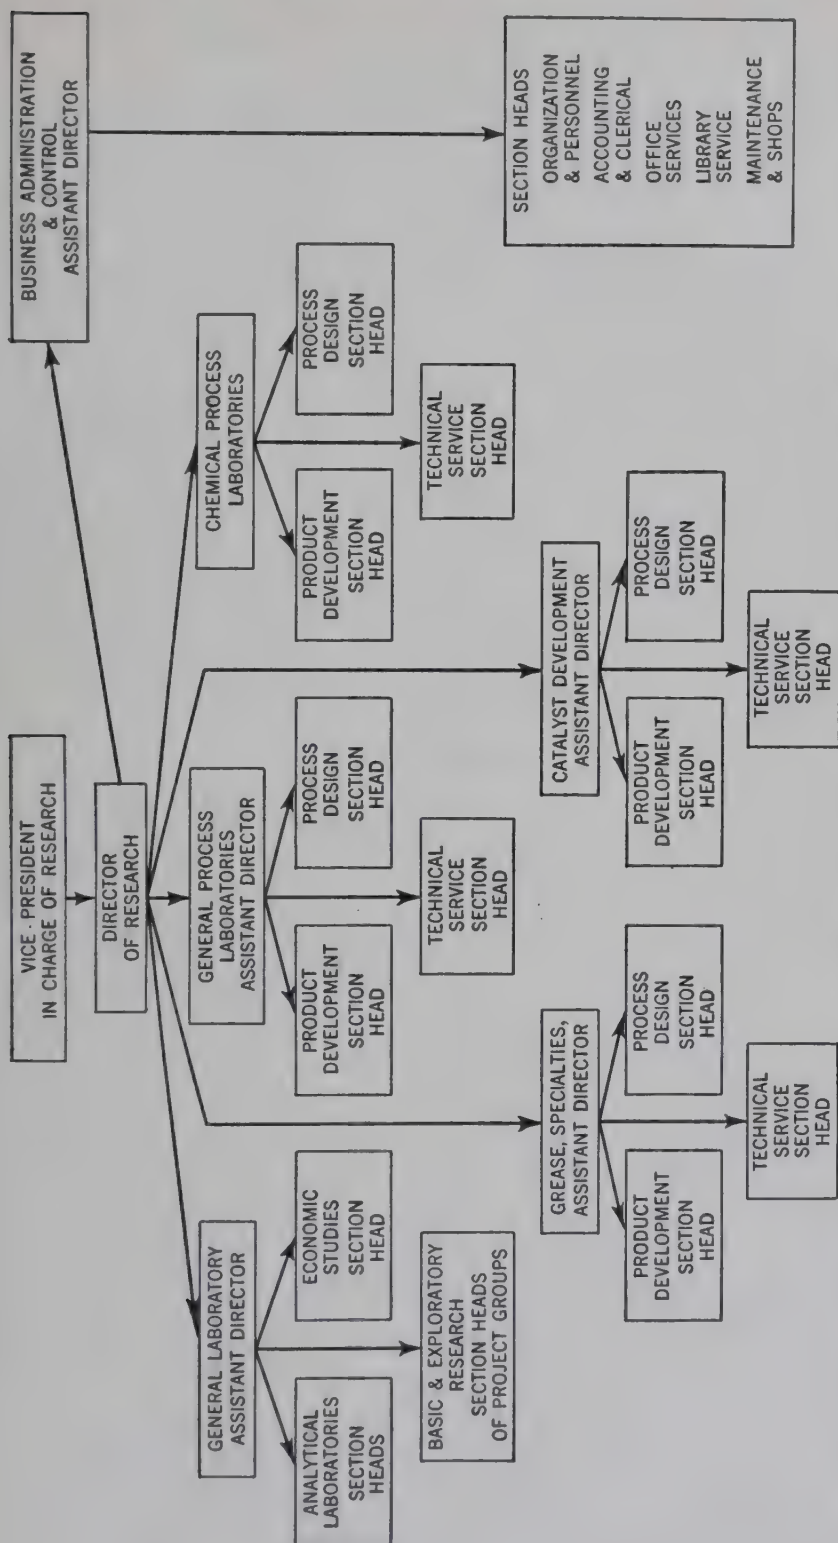 VICE-PRESIDENT
IN CHARGE OF RESEARCH
DIRECTOR
OF RESEARCH
BUSINESS ADMINISTRATION
& CONTROL
ASSISTANT DIRECTOR
GENERAL LABORATORY
ASSISTANT DIRECTOR
GENERAL PROCESS
LABORATORIES
ASSISTANT DIRECTOR
CHEMICAL PROCESS
LABORATORIES
ANALYTICAL
LABORATORIES
SECTION
HEADS
ECONOMIC
STUDIES
SECTION
HEAD
BASIC & EXPLORATORY
RESEARCH
SECTION HEADS
OF PROJECT GROUPS
PRODUCT
DEVELOPMENT
SECTION
HEAD
PROCESS
DESIGN
SECTION
HEAD
TECHNICAL
SERVICE
SECTION
HEAD
PRODUCT
DEVELOPMENT
SECTION
HEAD
PROCESS
DESIGN
SECTION
HEAD
TECHNICAL
SERVICE
SECTION
HEAD
SECTION HEADS
ORGANIZATION
& PERSONNEL
ACCOUNTING
& CLERICAL
OFFICE
SERVICES
LIBRARY
SERVICE
MAINTENANCE
& SHOPS
GREASE, SPECIALTIES,
ASSISTANT DIRECTOR
PRODUCT
DEVELOPMENT
SECTION
HEAD
PROCESS
DESIGN
SECTION
HEAD
TECHNICAL
SERVICE
SECTION
HEAD
CATALYST DEVELOPMENT
ASSISTANT DIRECTOR
PRODUCT
DEVELOPMENT
SECTION
HEAD
PROCESS
DESIGN
SECTION
HEAD
TECHNICAL
SERVICE
SECTION
HEAD